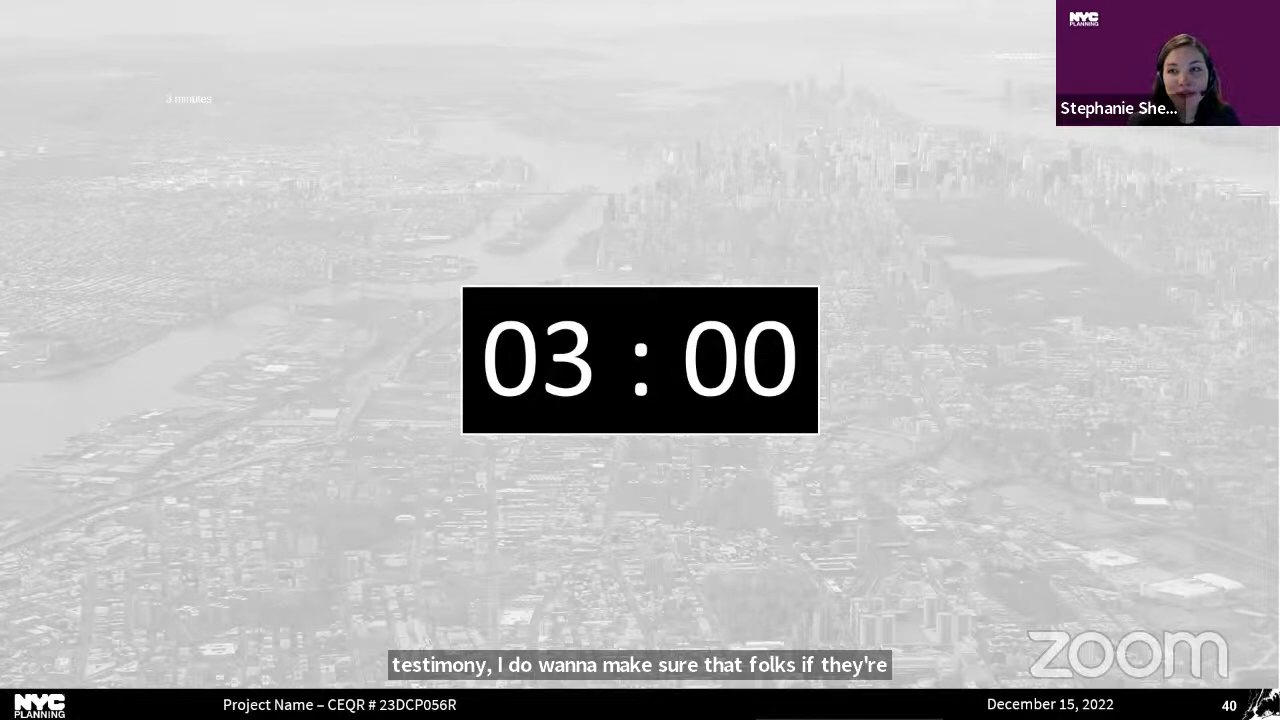 NYC
PLANNING
Stephanie She...
3 minutes
03 : 00
testimony, I do wanna make sure that folks if they're
zoom
NYC
PLANNING
Project Name – CEQR # 23DCP056R
December 15, 2022
40